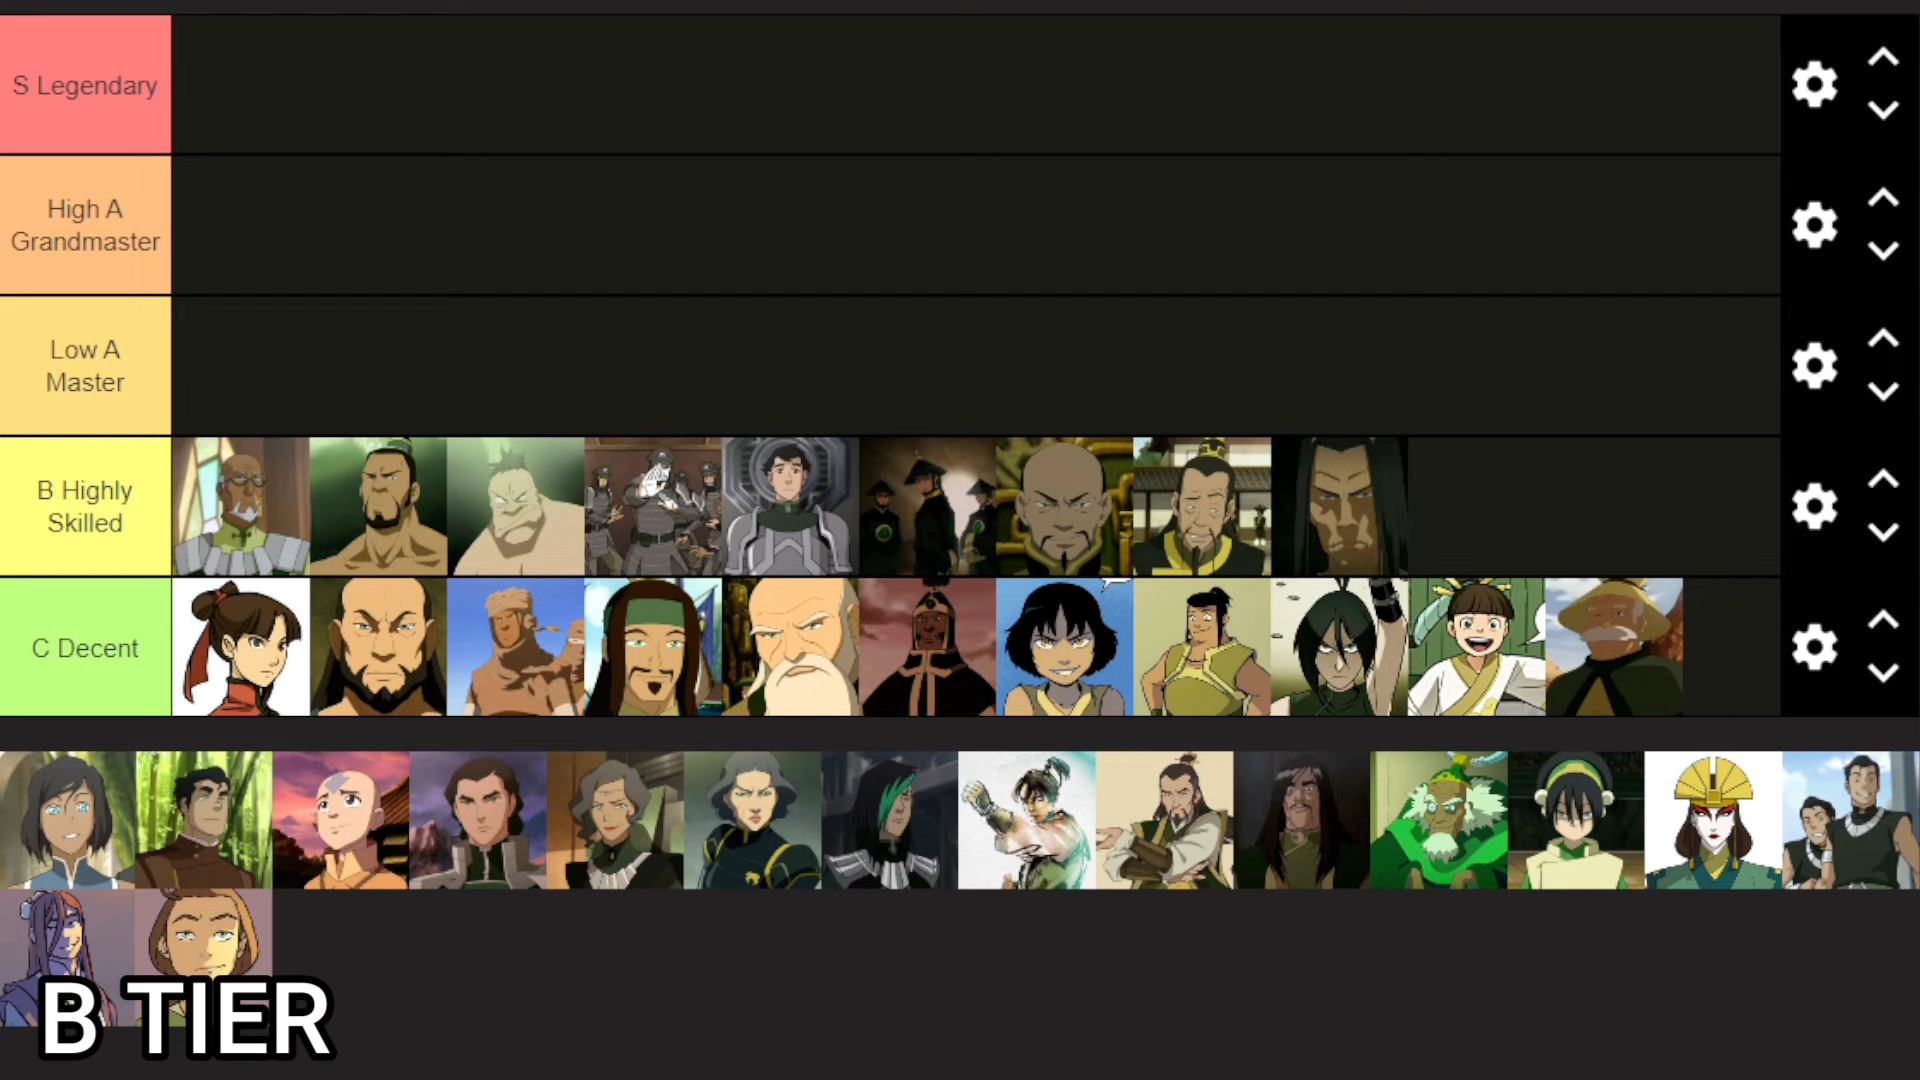 S Legendary
High A
Grandmaster
Low A
Master
B Highly
Skilled
C Decent
B TIER